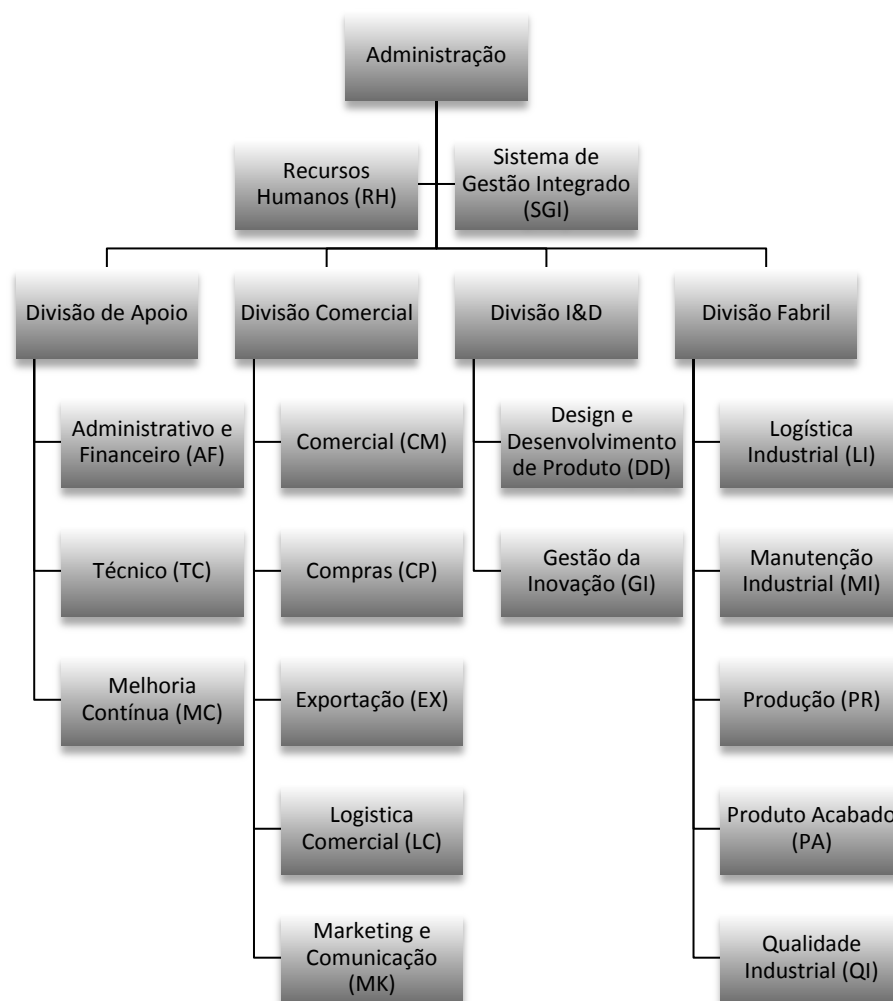 Administração
Recursos
Humanos (RH)
Sistema de
Gestão Integrado
(SGI)
Divisão de Apoio
Divisão Comercial
Divisão I&D
Divisão Fabril
Administrativo e
Financeiro (AF)
Técnico (TC)
Melhoria
Contínua (MC)
Comercial (CM)
Compras (CP)
Exportação (EX)
Logistica
Comercial (LC)
Marketing e
Comunicação
(MK)
Design e
Desenvolvimento
de Produto (DD)
Gestão da
Inovação (GI)
Logística
Industrial (LI)
Manutenção
Industrial (MI)
Produção (PR)
Produto Acabado
(PA)
Qualidade
Industrial (QI)